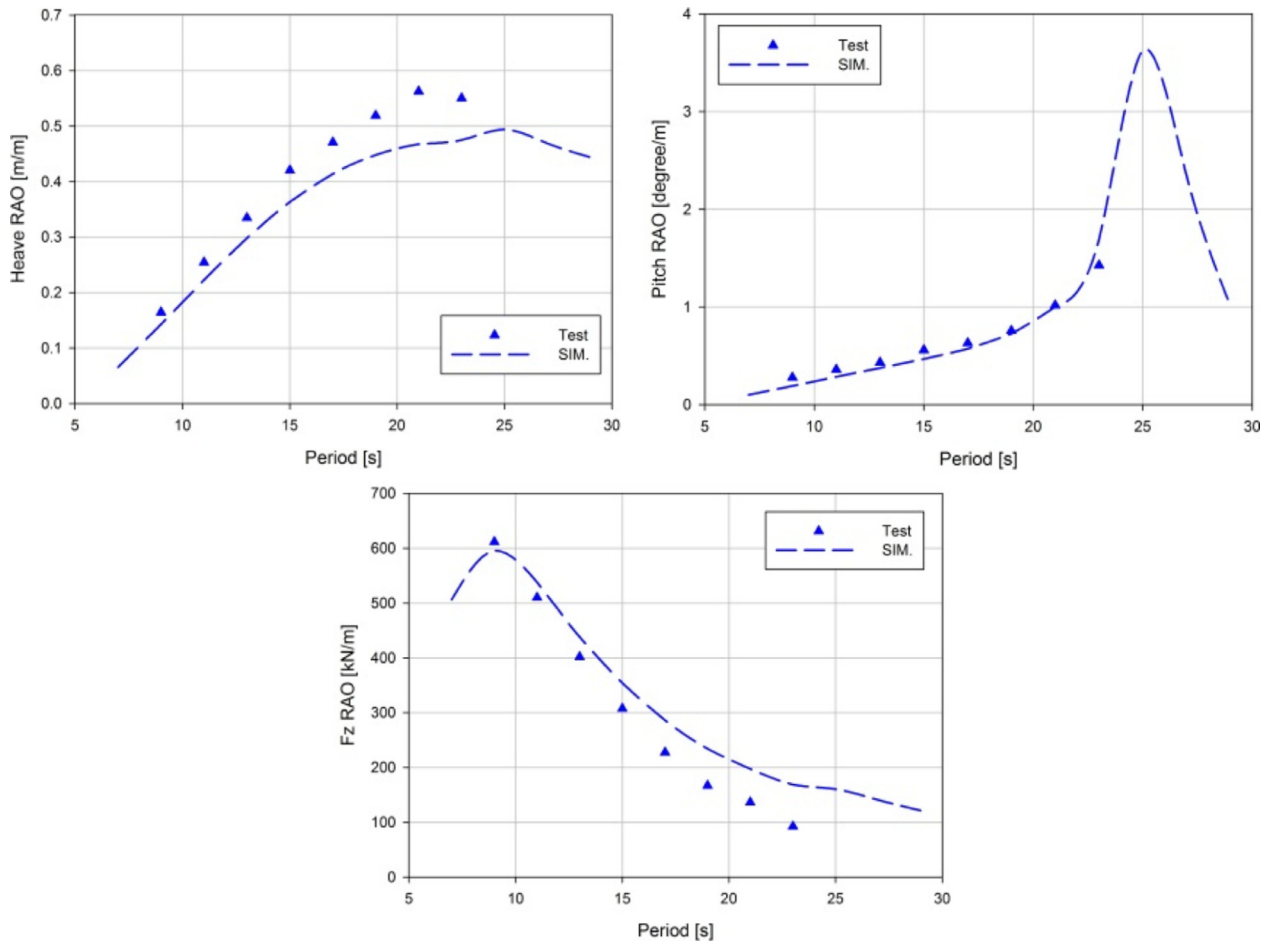 0.7
0.6
0.5
0.4
0.3
0.2
0.1
0.0
Heave RAO [m/m]
Test
SIM.
5 10 15 20 25 30
Period [s]
4
3
2
1
0
Pitch RAO [degree/m]
Test
SIM.
5 10 15 20 25 30
Period [s]
700
600
500
400
300
200
100
0
Fz RAO [kN/m]
Test
SIM.
5 10 15 20 25 30
Period [s]